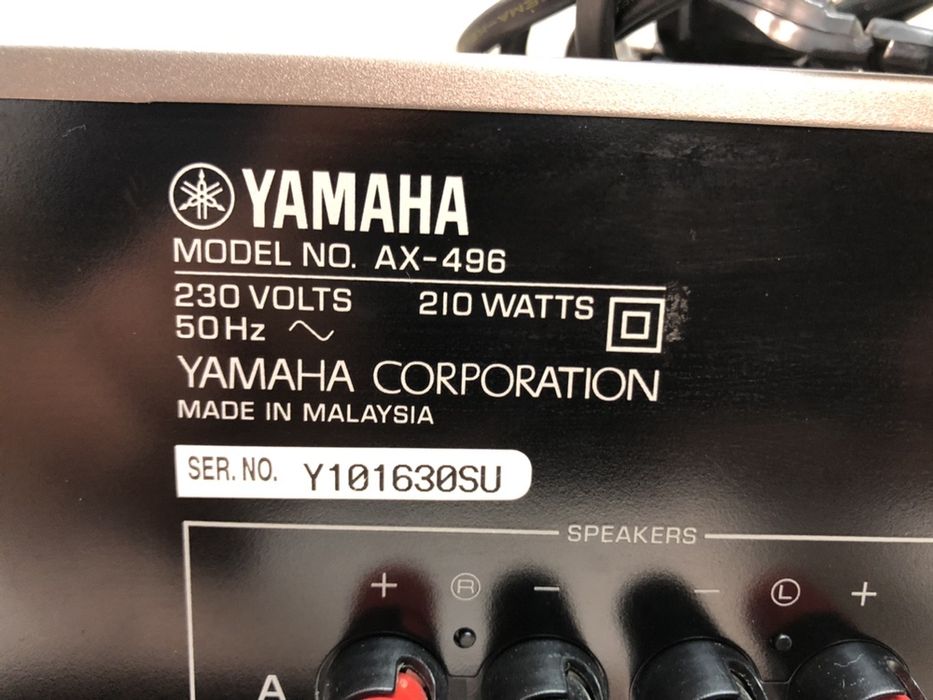 YAMAHA
MODEL NO. AX-496
230 VOLTS 210 WATTS
50Hz
YAMAHA CORPORATION
MADE IN MALAYSIA
SER. NO. Y101630SU
SPEAKERS
+ R - - L +
A